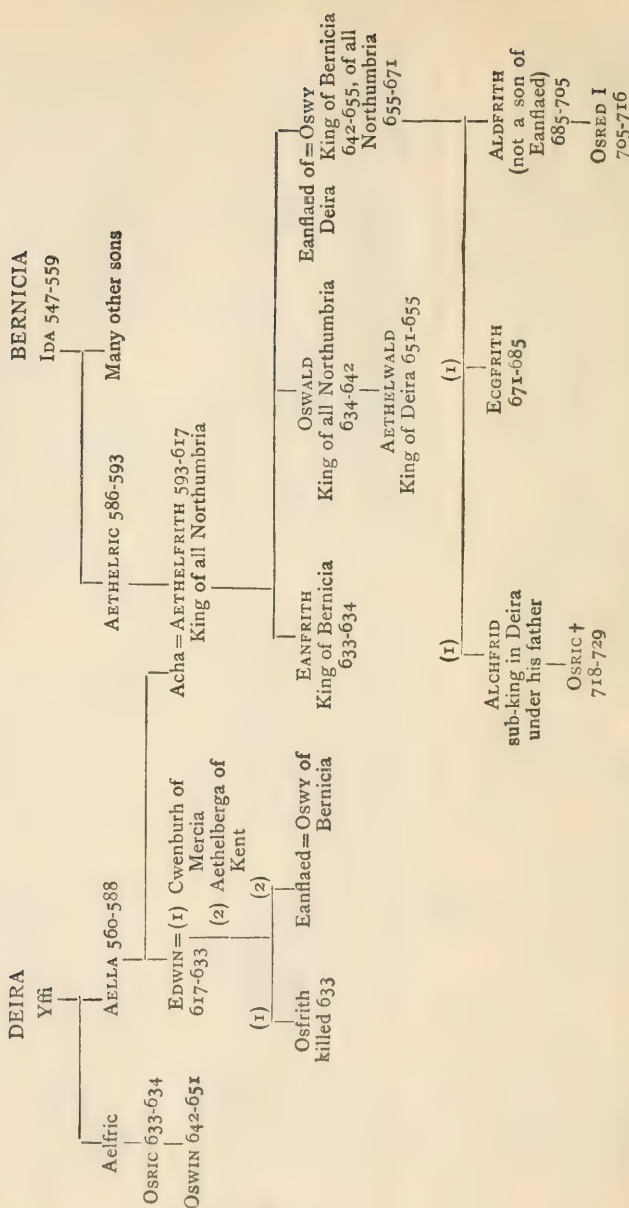 DEIRA
Yffi
Aelfric
AELLA 560-588
OSRIC 633-634
OSWIN 642-651
EDWIN = (1) Cwenburh of
617-633
Mercia
(2) Aethelberga of
Kent
(1)
(2)
Osfrith
killed 633
Eanflaed = Oswy of
Bernicia
BERNICIA
IDA 547-559
AETHELRIC 586-593
Many other sons
Acha = AETHELFRITH 593-617
King of all Northumbria
EANFRITH
King of Bernicia
633-634
OSWALD
King of all Northumbria
634-642
AETHELWALD
King of Deira 651-655
Eanflaed of = OSWY
Deira
King of Bernicia
642-655, of all
Northumbria
655-671
(1)
(1)
ALCHFRID
sub-king in Deira
under his father
OSRIC †
718-729
ECGFRITH
671-685
ALDFRITH
(not a son of
Eanflaed)
685-705
OSRED I
705-716